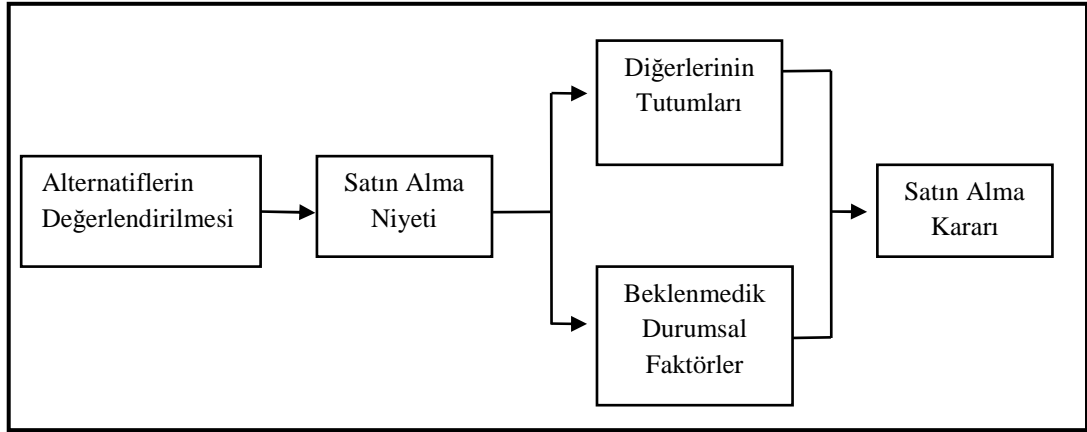 Alternatiflerin
Değerlendirilmesi
Satın Alma
Niyeti
Diğerlerinin
Tutumları
Beklenmedik
Durumsal
Faktörler
Satın Alma
Kararı